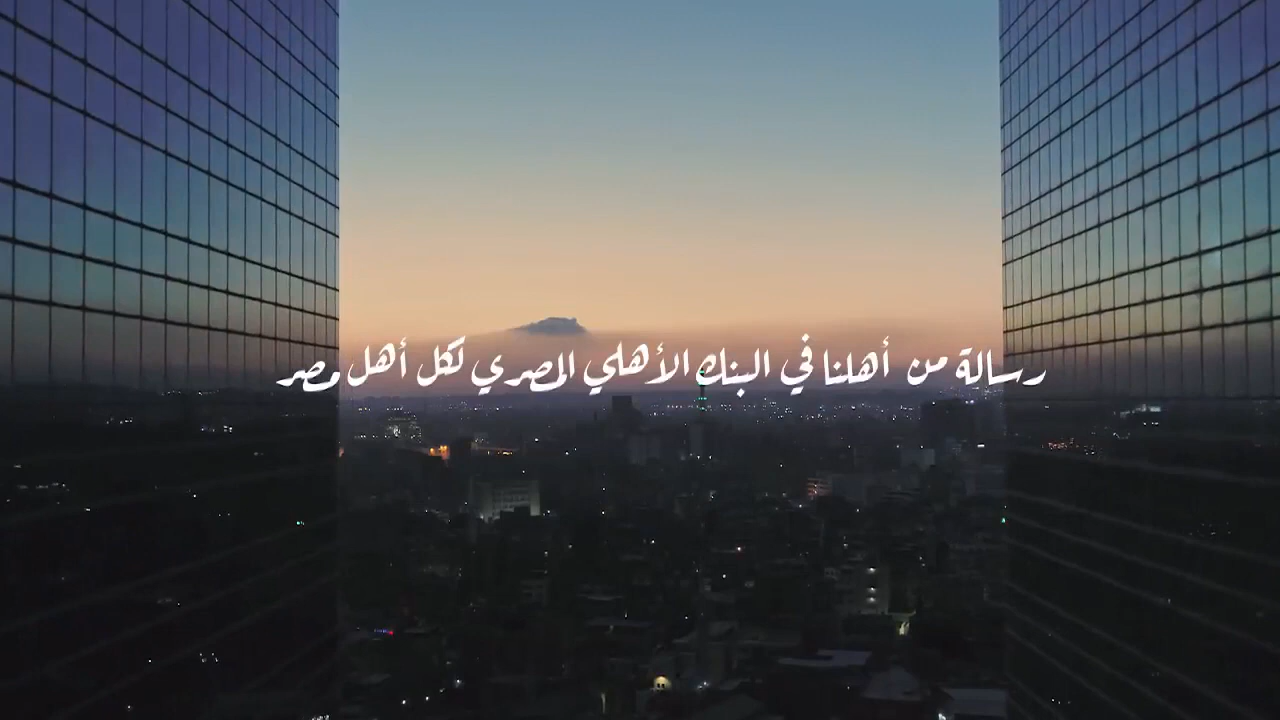 رسالة من أهلنا في البنك الأهلي المصري لكل أهل مصر